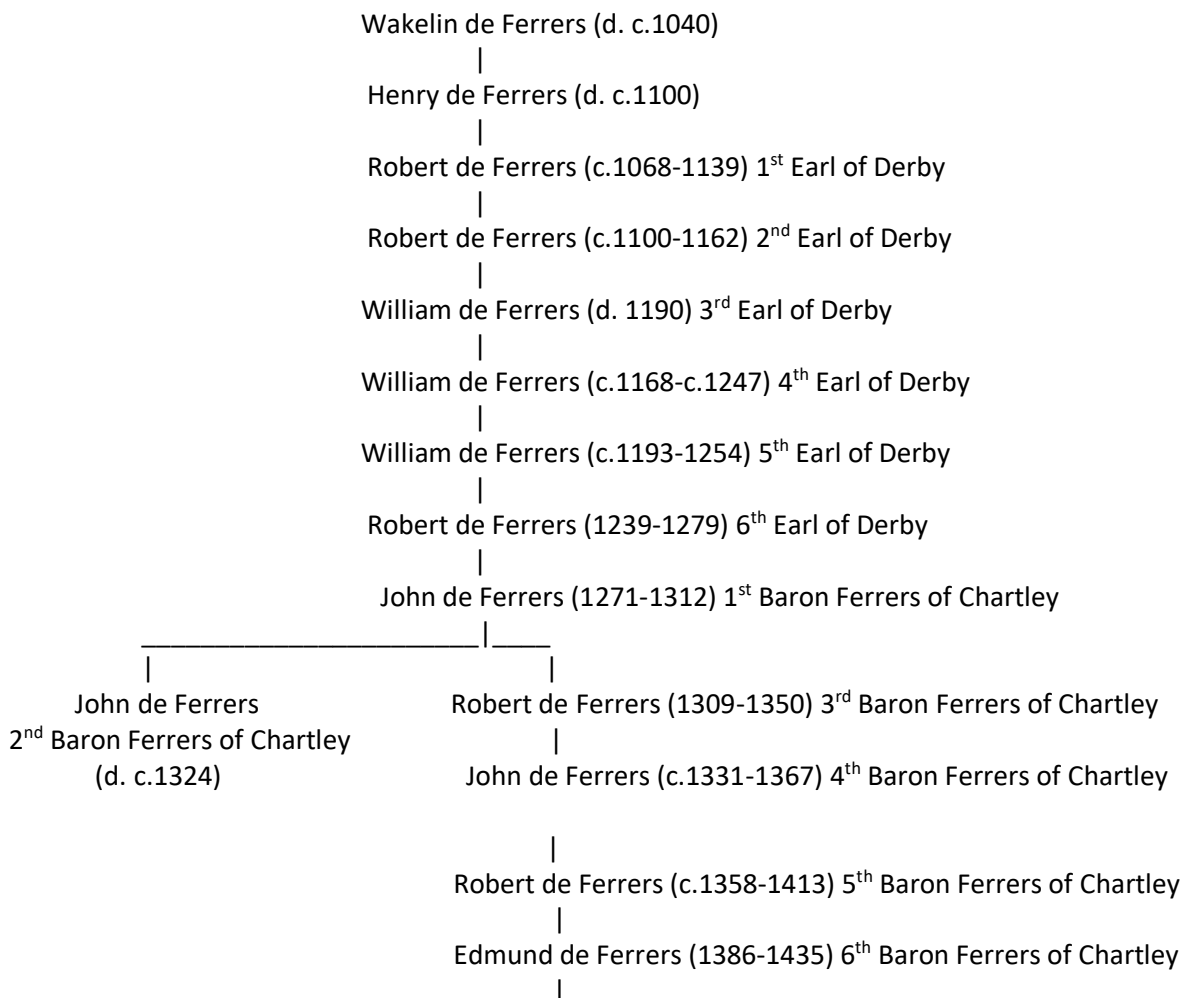 Wakelin de Ferrers (d. c.1040)
Henry de Ferrers (d. c.1100)
Robert de Ferrers (c.1068-1139) 1st Earl of Derby
Robert de Ferrers (c.1100-1162) 2nd Earl of Derby
William de Ferrers (d. 1190) 3rd Earl of Derby
William de Ferrers (c.1168-c.1247) 4th Earl of Derby
William de Ferrers (c.1193-1254) 5th Earl of Derby
Robert de Ferrers (1239-1279) 6th Earl of Derby
John de Ferrers (1271-1312) 1st Baron Ferrers of Chartley
John de Ferrers
2nd Baron Ferrers of Chartley
(d. c.1324)
Robert de Ferrers (1309-1350) 3rd Baron Ferrers of Chartley
John de Ferrers (c.1331-1367) 4th Baron Ferrers of Chartley
Robert de Ferrers (c.1358-1413) 5th Baron Ferrers of Chartley
Edmund de Ferrers (1386-1435) 6th Baron Ferrers of Chartley